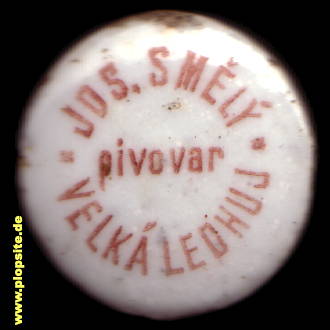 JOS. SMĚLÝ
pivovar
VELKÁ LEDHUJ
www.plopsite.de